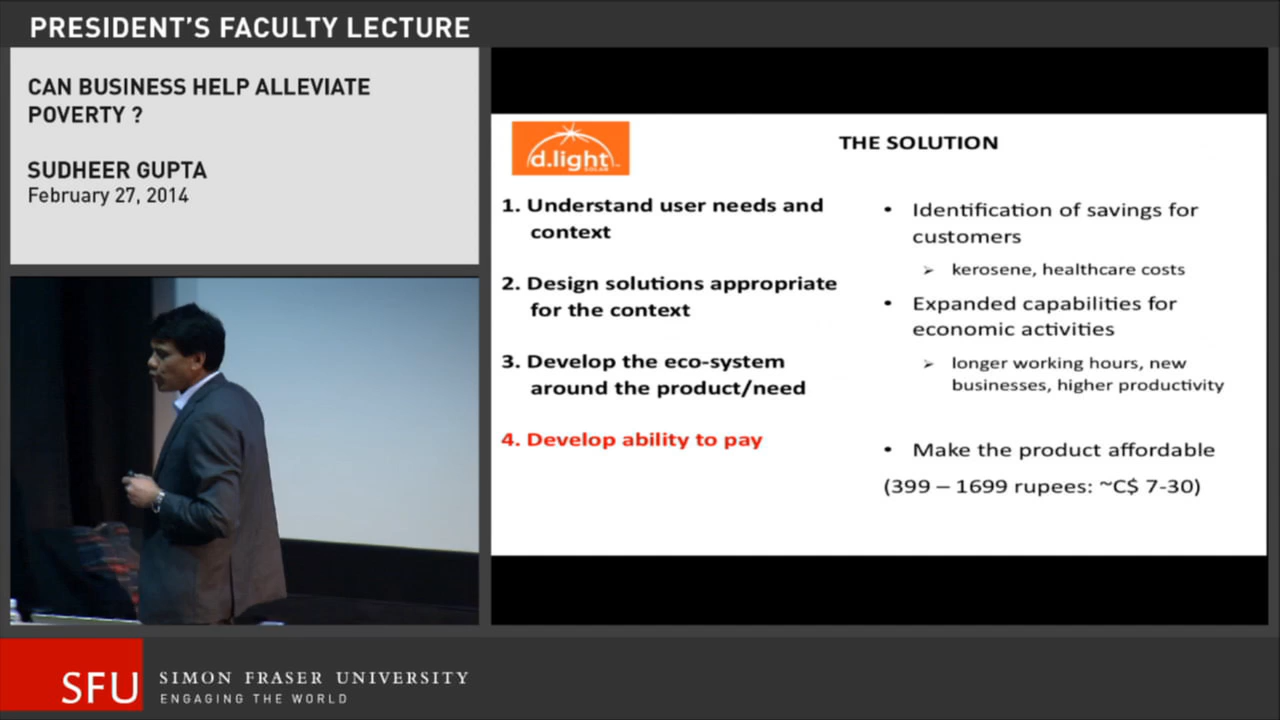 PRESIDENT'S FACULTY LECTURE
CAN BUSINESS HELP ALLEVIATE
POVERTY ?
SUDHEER GUPTA
February 27, 2014
d.light
SOLAR
THE SOLUTION
1. Understand user needs and
context
2. Design solutions appropriate
for the context
3. Develop the eco-system
around the product/need
4. Develop ability to pay
• Identification of savings for
customers
➢ kerosene, healthcare costs
• Expanded capabilities for
economic activities
➢ longer working hours, new
businesses, higher productivity
• Make the product affordable
(399 – 1699 rupees: ~C$ 7-30)
SFU
SIMON FRASER UNIVERSITY
ENGAGING THE WORLD